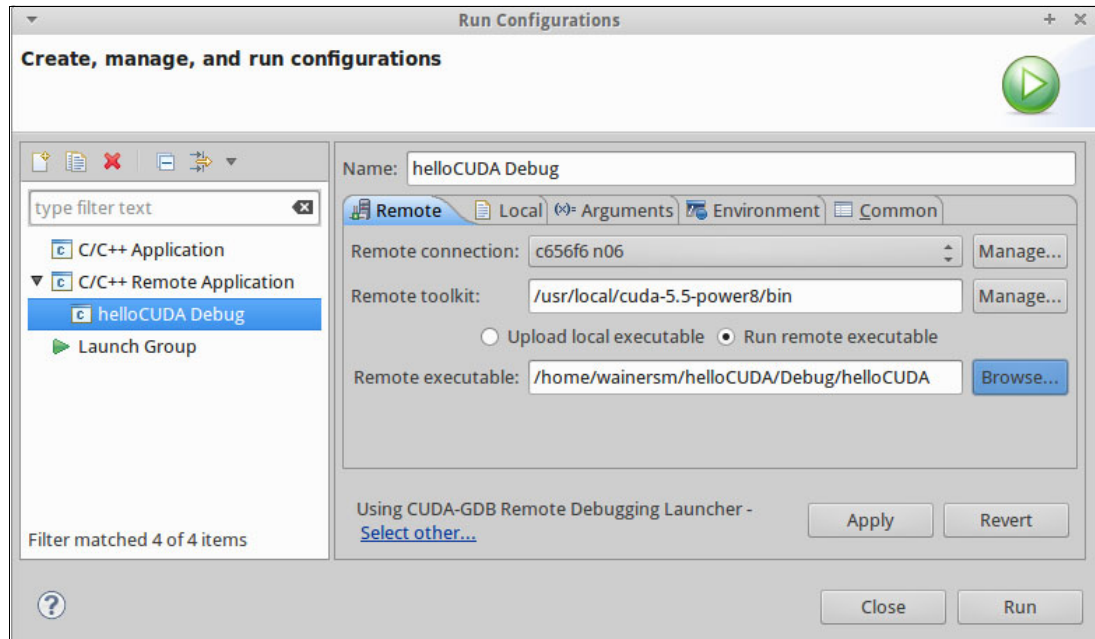 Run Configurations
Create, manage, and run configurations
type filter text
C/C++ Application
C/C++ Remote Application
helloCUDA Debug
Launch Group
Filter matched 4 of 4 items
Name: helloCUDA Debug
Remote Local (x)= Arguments Environment Common
Remote connection: c656f6 n06 Manage...
Remote toolkit: /usr/local/cuda-5.5-power8/bin Manage...
Upload local executable Run remote executable
Remote executable: /home/wainersm/helloCUDA/Debug/helloCUDA Browse...
Using CUDA-GDB Remote Debugging Launcher -
Select other...
Apply Revert
Close Run